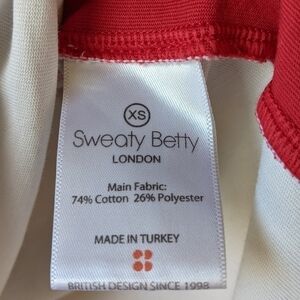 XS
Sweaty Betty
LONDON
Main Fabric:
74% Cotton 26% Polyester
MADE IN TURKEY
BRITISH DESIGN SINCE 1998